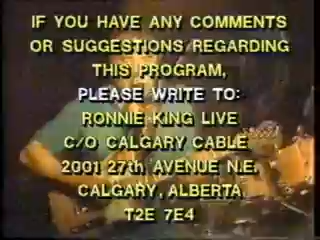 IF YOU HAVE ANY COMMENTS
OR SUGGESTIONS REGARDING
THIS PROGRAM,
PLEASE WRITE TO:
RONNIE KING LIVE
C/O CALGARY CABLE
2001 27th AVENUE N.E.
CALGARY, ALBERTA
T2E 7E4